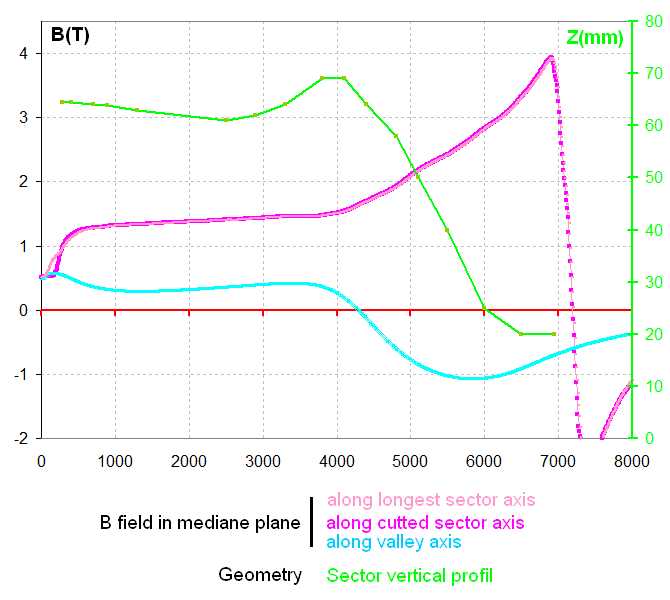 B(T)
Z(mm)
4
3
2
1
0
-1
-2
80
70
60
50
40
30
20
10
0
0 1000 2000 3000 4000 5000 6000 7000 8000
along longest sector axis
B field in mediane plane along cutted sector axis
along valley axis
Geometry Sector vertical profil